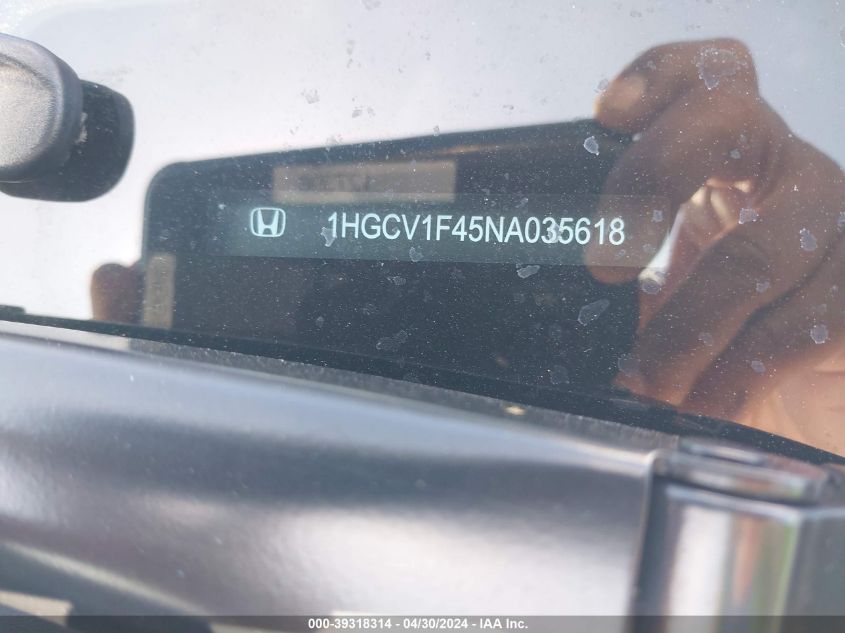 1HGCV1F45NA035618
000-39318314 - 04/30/2024 - IAA Inc.